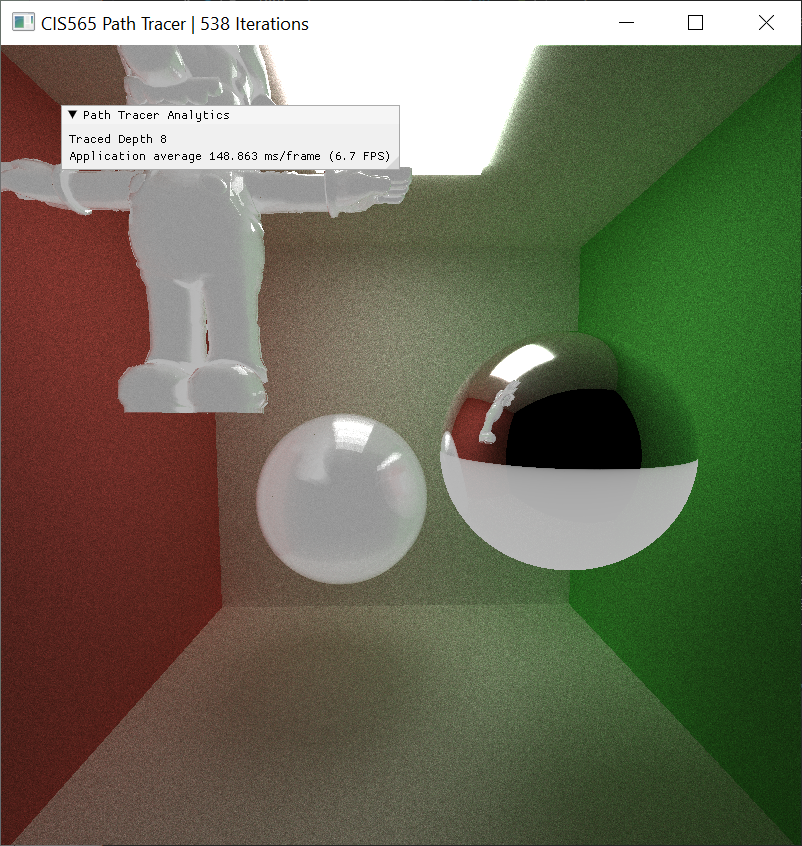 CIS565 Path Tracer | 538 Iterations
Path Tracer Analytics
Traced Depth 8
Application average 148.863 ms/frame (6.7 FPS)